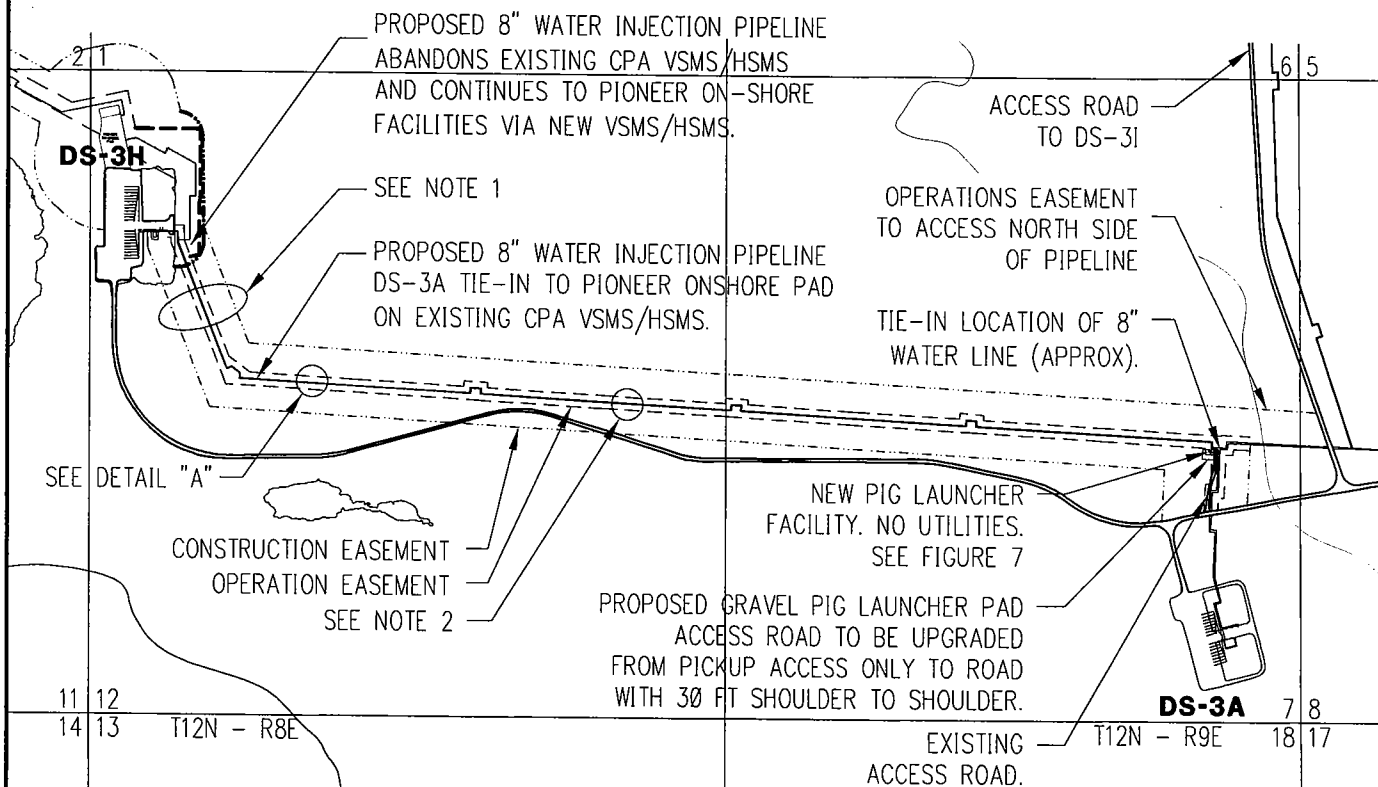 PROPOSED 8" WATER INJECTION PIPELINE
ABANDONS EXISTING CPA VSMS/HSMS
AND CONTINUES TO PIONEER ON-SHORE
FACILITIES VIA NEW VSMS/HSMS.
2 1
6 5
ACCESS ROAD
TO DS-3I
DS-3H
SEE NOTE 1
OPERATIONS EASEMENT
TO ACCESS NORTH SIDE
OF PIPELINE
PROPOSED 8" WATER INJECTION PIPELINE
DS-3A TIE-IN TO PIONEER ONSHORE PAD
ON EXISTING CPA VSMS/HSMS.
TIE-IN LOCATION OF 8"
WATER LINE (APPROX).
SEE DETAIL "A"
CONSTRUCTION EASEMENT
OPERATION EASEMENT
SEE NOTE 2
NEW PIG LAUNCHER
FACILITY. NO UTILITIES.
SEE FIGURE 7
PROPOSED GRAVEL PIG LAUNCHER PAD
ACCESS ROAD TO BE UPGRADED
FROM PICKUP ACCESS ONLY TO ROAD
WITH 30 FT SHOULDER TO SHOULDER.
DS-3A
11 12
14 13
T12N - R8E
7 8
18 17
T12N - R9E
EXISTING
ACCESS ROAD.